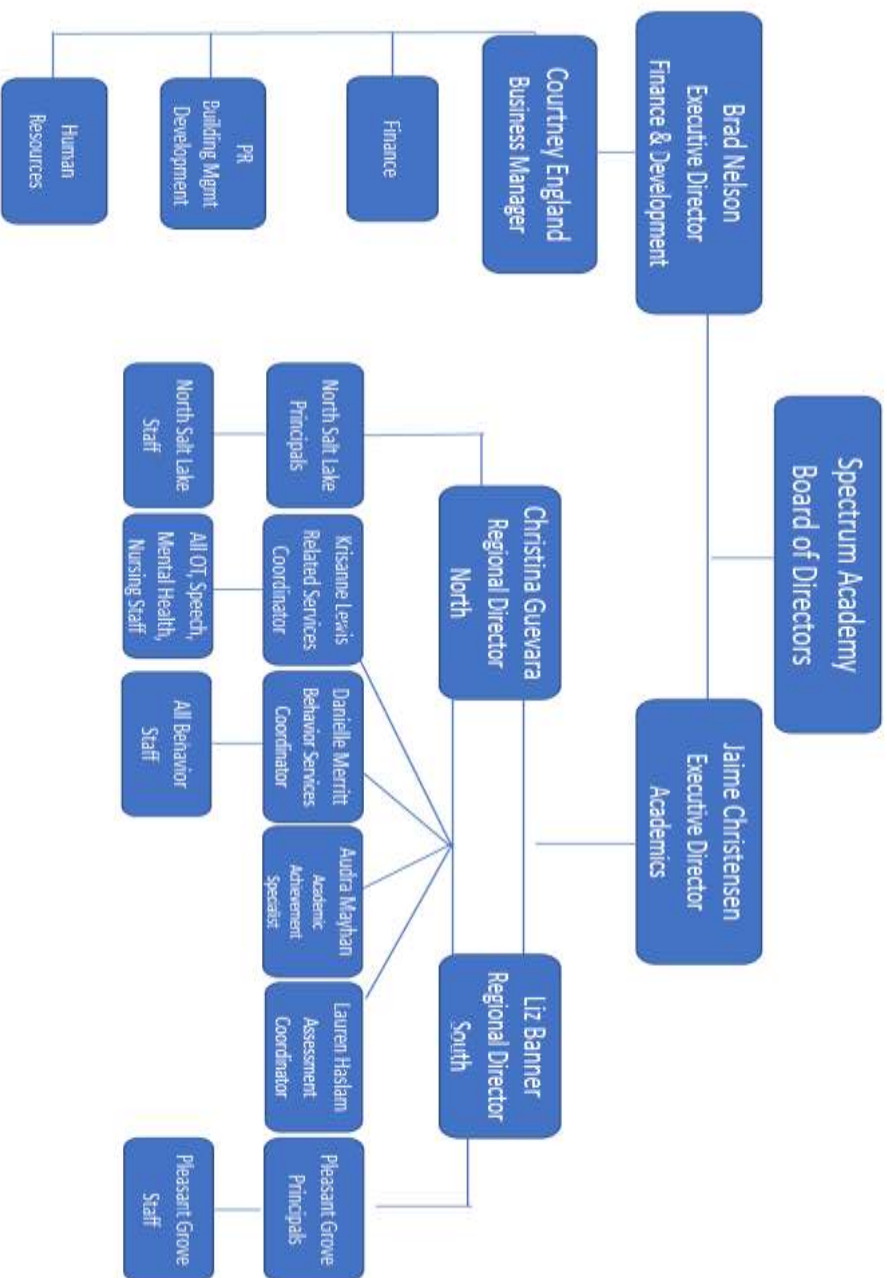 Spectrum Academy
Board of Directors
Brad Nelson
Executive Director
Finance & Development
Jaime Christensen
Executive Director
Academics
Courtney England
Business Manager
Christina Guevara
Regional Director
North
Liz Banner
Regional Director
South
Finance
PR
Building Mgmt
Development
Human
Resources
North Salt Lake
Principals
Krisanne Lewis
Related Services
Coordinator
Danielle Merritt
Behavior Services
Coordinator
Audra Mayhan
Academic
Achievement
Specialist
Lauren Haslam
Assessment
Coordinator
Pleasant Grove
Principals
North Salt Lake
Staff
All OT, Speech,
Mental Health,
Nursing Staff
All Behavior
Staff
Pleasant Grove
Staff